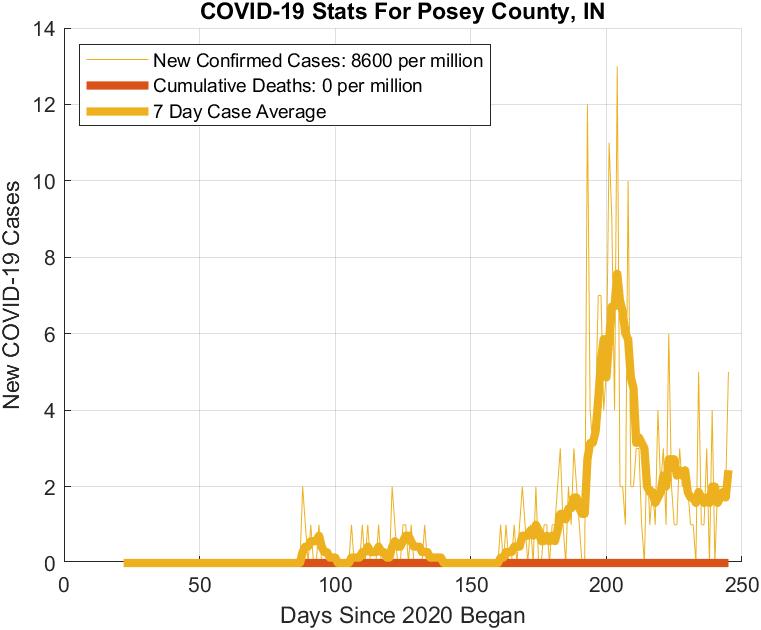 COVID-19 Stats For Posey County, IN
14
12
10
8
6
4
2
0
New COVID-19 Cases
New Confirmed Cases: 8600 per million
Cumulative Deaths: 0 per million
7 Day Case Average
0 50 100 150 200 250
Days Since 2020 Began